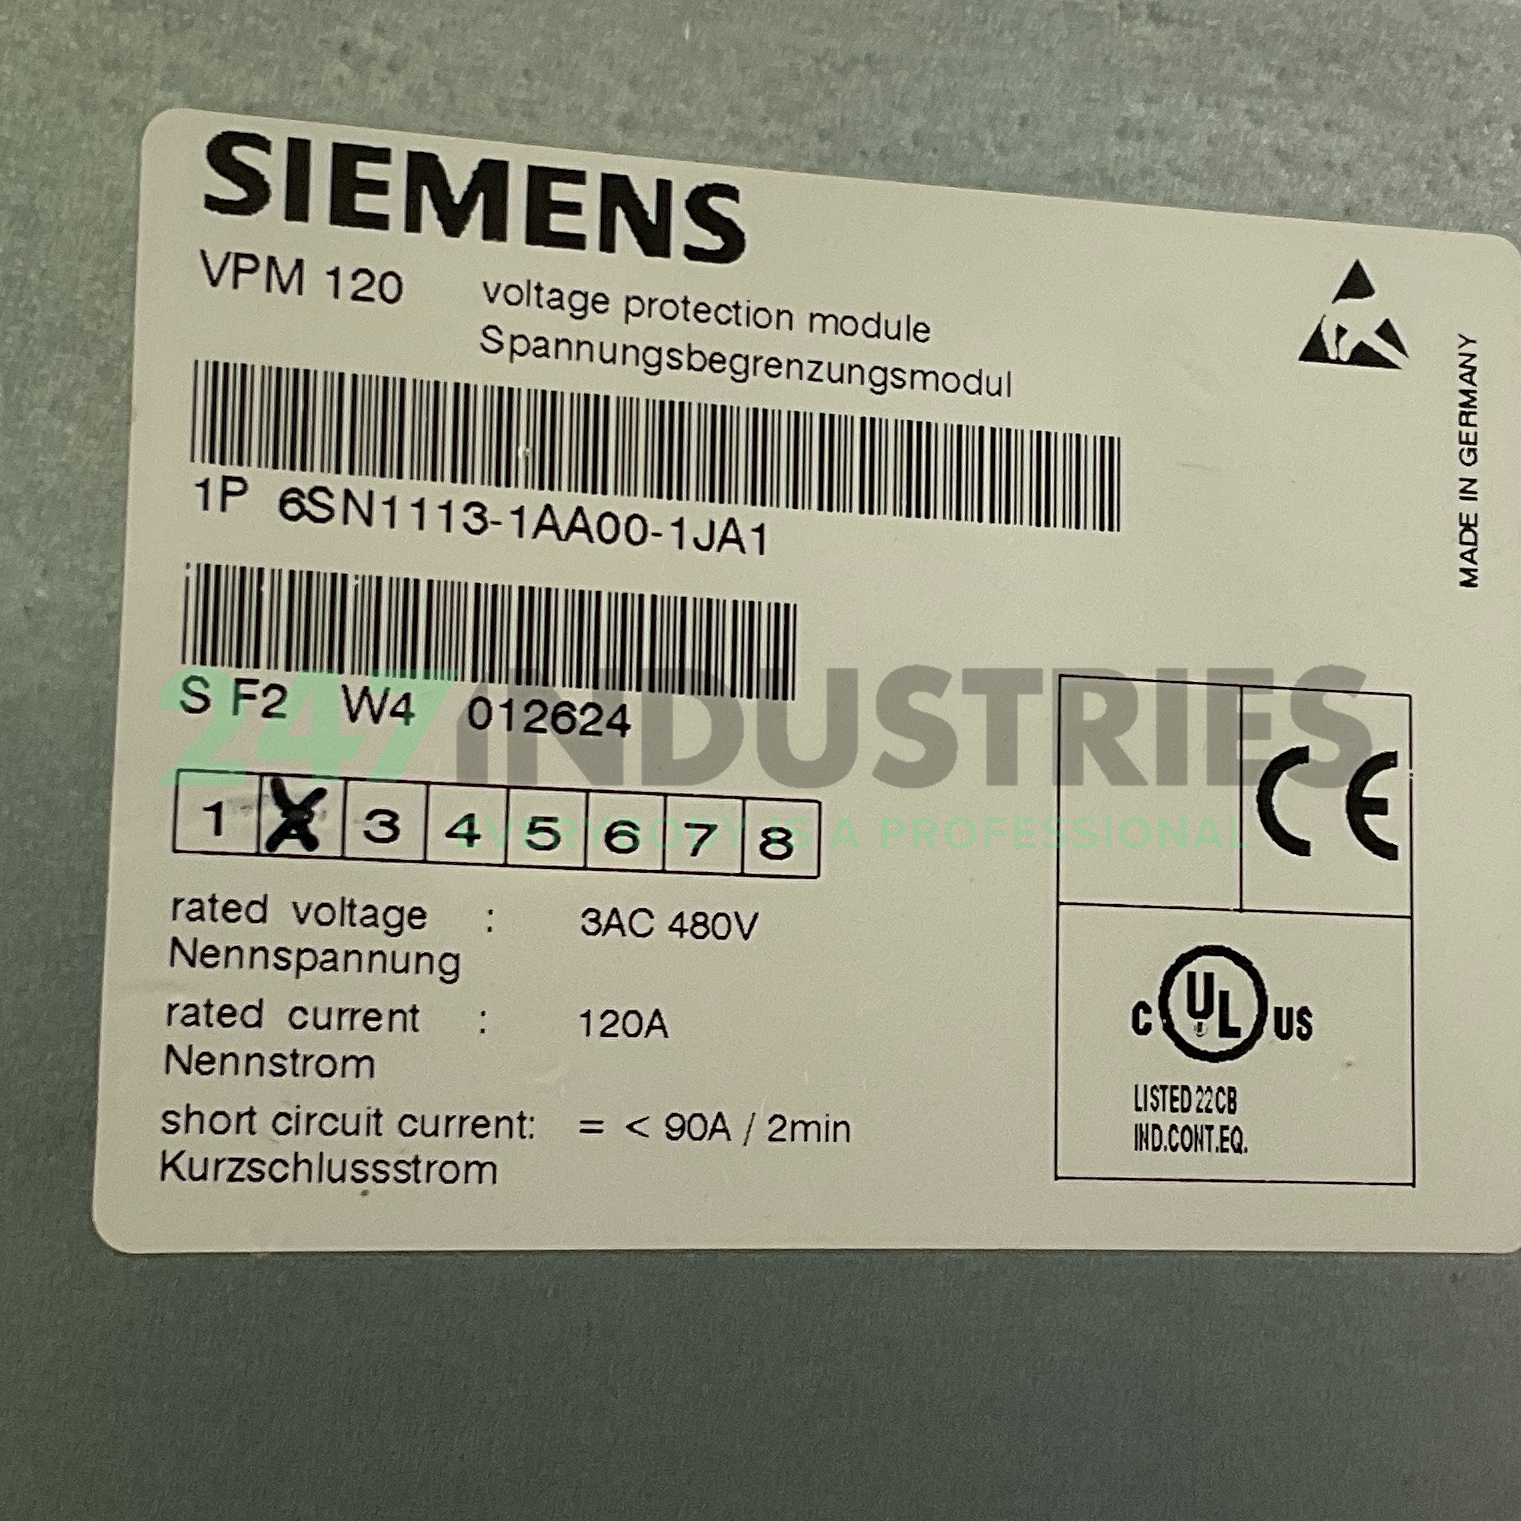 SIEMENS
VPM 120 voltage protection module
Spannungsbegrenzungsmodul
1P 6SN1113-1AA00-1JA1
S F2 W4 012624
247INDUSTRIES
EVERYBODY IS A PROFESSIONAL
1 3 4 5 6 7 8
rated voltage : 3AC 480V
Nennspannung
rated current : 120A
Nennstrom
short circuit current: = < 90A / 2min
Kurzschlussstrom
MADE IN GERMANY
CE
C UL US
LISTED 22CB
IND.CONT.EQ.